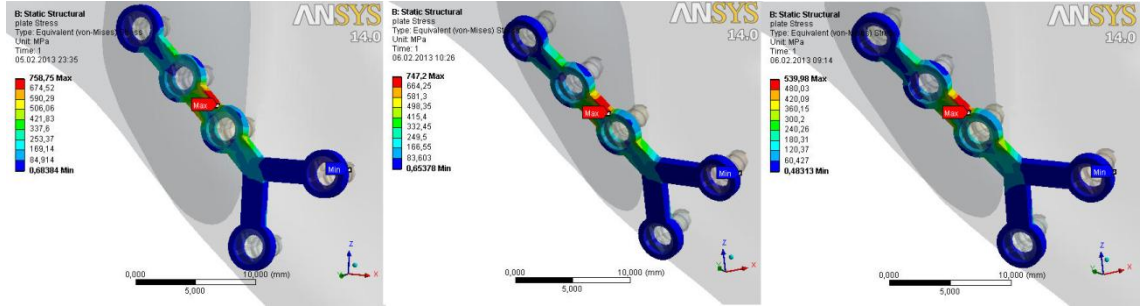 B: Static Structural
plate Stress
Type: Equivalent (von-Mises) Stress
Unit: MPa
Time: 1
05.02.2013 23:35
758,75 Max
674,52
590,29
506,06
421,83
337,6
253,37
169,14
84,914
0,68384 Min
ANSYS
14.0
Max
Min
0,000
10,000 (mm)
5,000
Z
Y
X
B: Static Structural
plate Stress
Type: Equivalent (von-Mises) Stress
Unit: MPa
Time: 1
06.02.2013 10:26
747,2 Max
664,25
581,3
498,35
415,4
332,45
249,5
166,55
83,603
0,65378 Min
ANSYS
14.0
Max
Min
0,000
10,000 (mm)
5,000
Z
Y
X
B: Static Structural
plate Stress
Type: Equivalent (von-Mises) Stress
Unit: MPa
Time: 1
06.02.2013 09:14
539,98 Max
480,03
420,09
360,15
300,2
240,26
180,31
120,37
60,427
0,48313 Min
ANSYS
14.0
Max
Min
0,000
10,000 (mm)
5,000
Z
Y
X